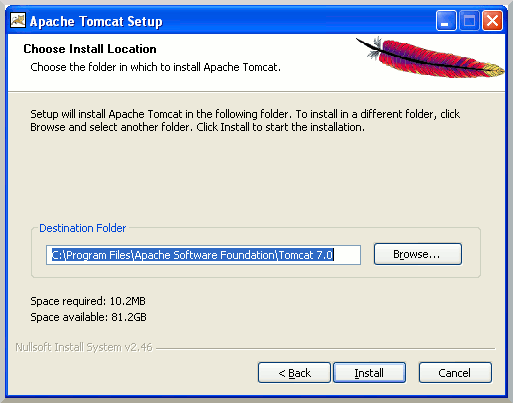 Apache Tomcat Setup
Choose Install Location
Choose the folder in which to install Apache Tomcat.
Setup will install Apache Tomcat in the following folder. To install in a different folder, click
Browse and select another folder. Click Install to start the installation.
Destination Folder
C:\Program Files\Apache Software Foundation\Tomcat 7.0
Browse...
Space required: 10.2MB
Space available: 81.2GB
Nullsoft Install System v2.46
< Back
Install
Cancel